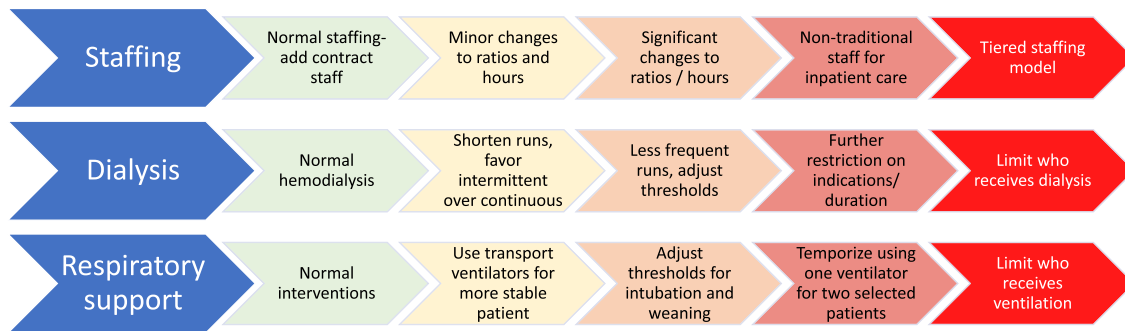 Staffing
Normal staffing-
add contract
staff
Minor changes
to ratios and
hours
Significant
changes to
ratios / hours
Non-traditional
staff for
inpatient care
Tiered staffing
model
Dialysis
Normal
hemodialysis
Shorten runs,
favor
intermittent
over continuous
Less frequent
runs, adjust
thresholds
Further
restriction on
indications/
duration
Limit who
receives dialysis
Respiratory
support
Normal
interventions
Use transport
ventilators for
more stable
patient
Adjust
thresholds for
intubation and
weaning
Temporize using
one ventilator
for two selected
patients
Limit who
receives
ventilation